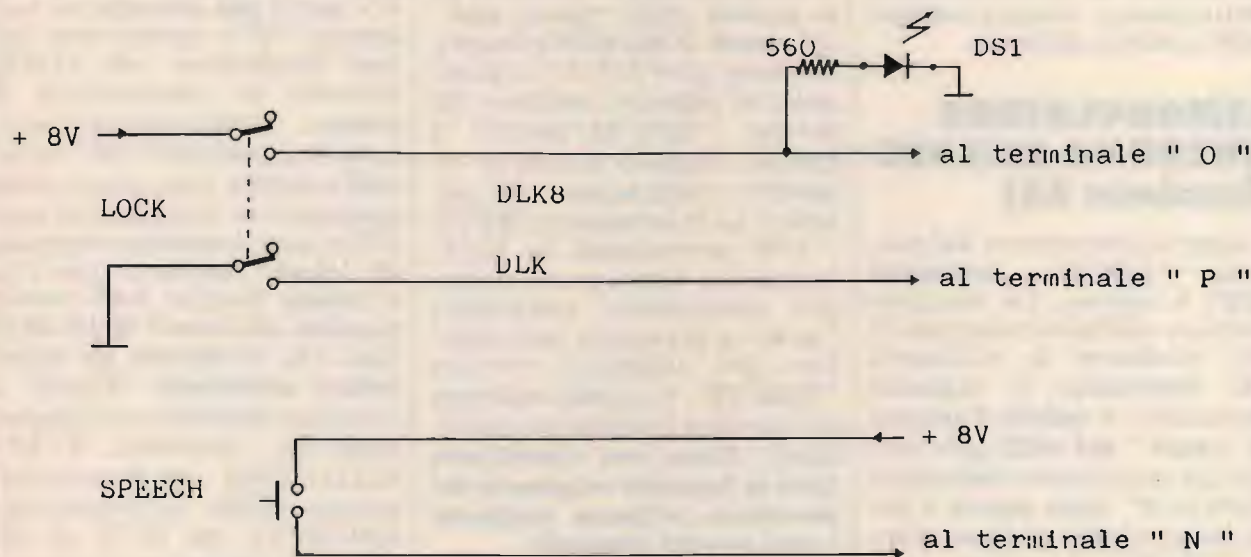 560 DS1
+ 8V
al terminale " O "
LOCK
DLK8
DLK
al terminale " P "
+ 8V
SPEECH
al terminale " N "